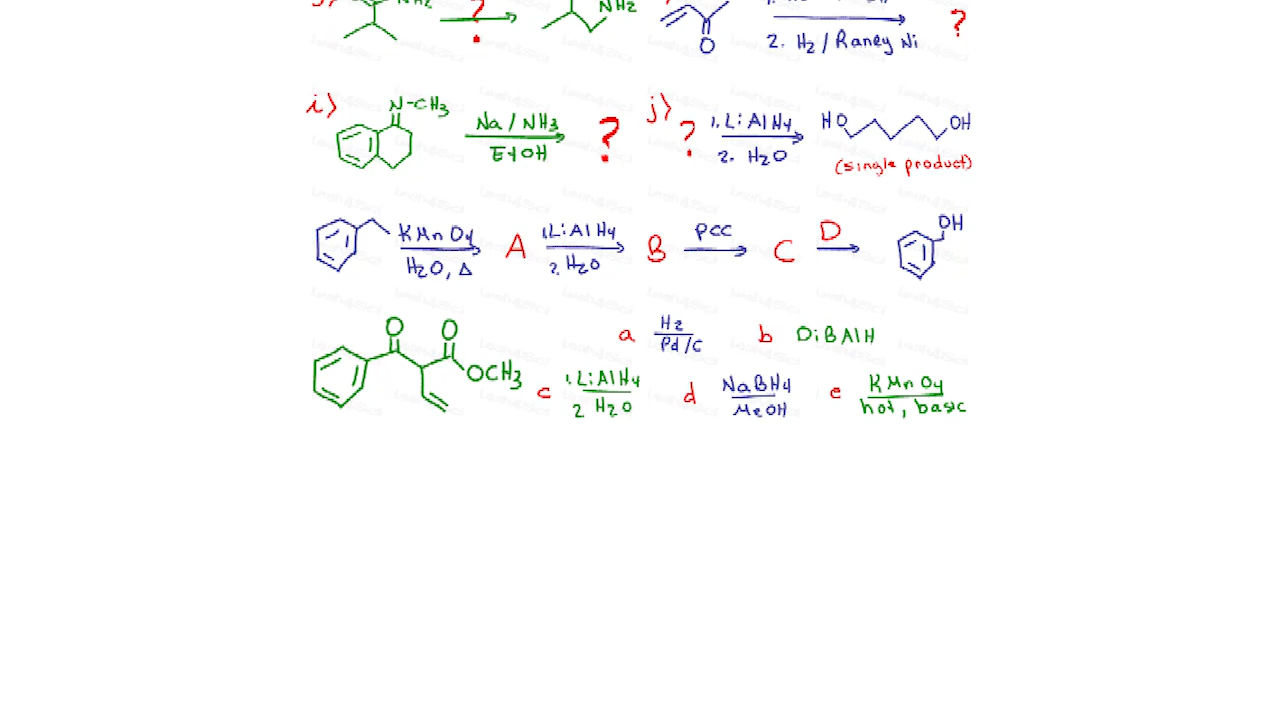 NH2 ? NH2 O 2. H2 / Raney Ni ?
i) N-CH3 Na / NH3 EtOH ? j) ? 1. LiAlH4 2. H2O HO OH
(single product)
KMnO4 H2O, Δ A 1. LiAlH4 2. H2O B PCC C D OH
O O OCH3
a H2 Pd/C b DiBAlH
c 1. LiAlH4 2 H2O d NaBH4 MeOH e KMnO4 hot, basic